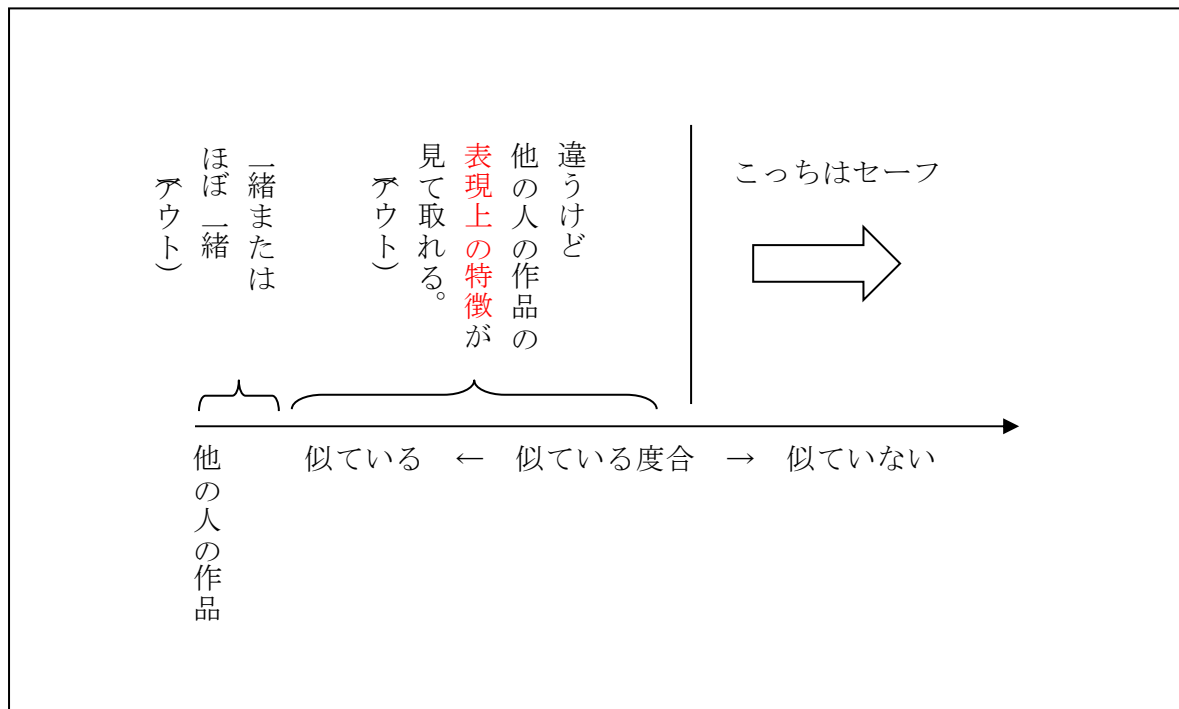 一緒または
ほぼ一緒
(アウト)
違うけど
他の人の作品の
表現上の特徴が
見て取れる。
(アウト)
こっちはセーフ
似ている ← 似ている度合 → 似ていない
他の人の作品